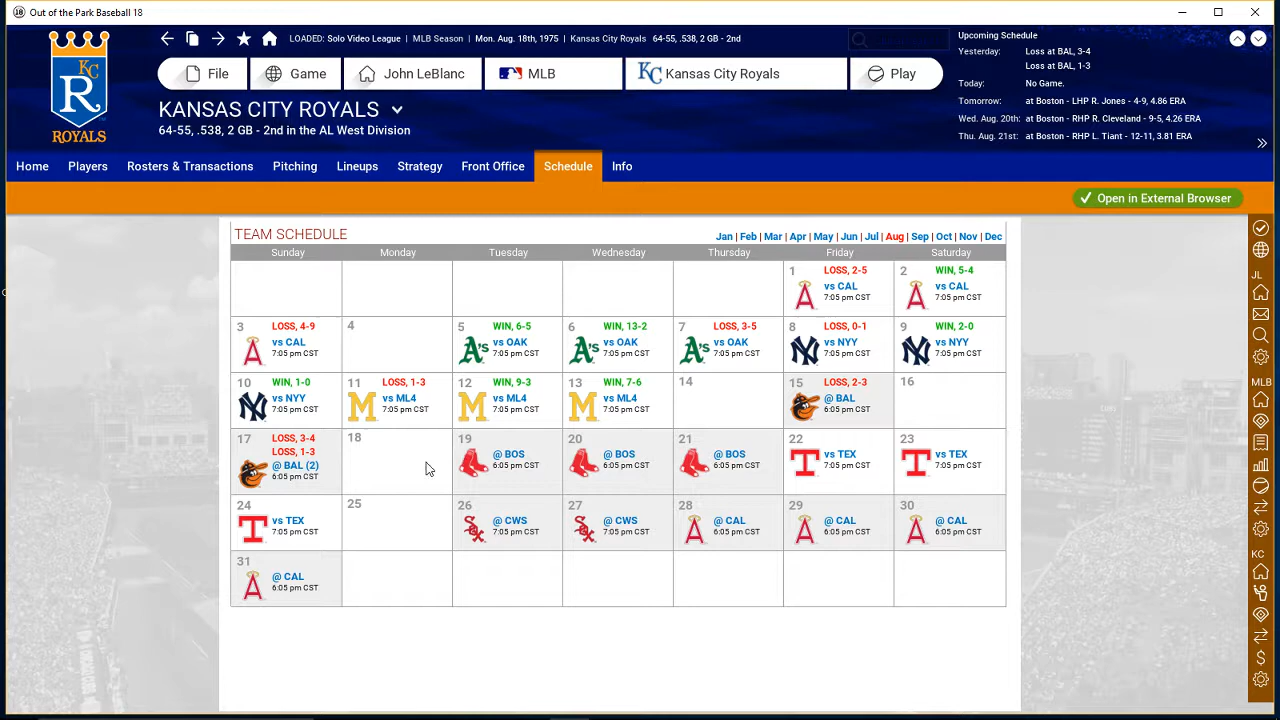 Out of the Park Baseball 18
LOADED: Solo Video League | MLB Season | Mon. Aug. 18th, 1975 | Kansas City Royals 64-55, .538, 2 GB - 2nd
File
Game
John LeBlanc
MLB
Kansas City Royals
Play
KC
R
ROYALS
KANSAS CITY ROYALS
64-55, .538, 2 GB - 2nd in the AL West Division
Upcoming Schedule
Yesterday: Loss at BAL, 3-4
Loss at BAL, 1-3
Today: No Game.
Tomorrow: at Boston - LHP R. Jones - 4-9, 4.86 ERA
Wed. Aug. 20th: at Boston - RHP R. Cleveland - 9-5, 4.26 ERA
Thu. Aug. 21st: at Boston - RHP L. Tiant - 12-11, 3.81 ERA
Home Players Rosters & Transactions Pitching Lineups Strategy Front Office Schedule Info
Open in External Browser
TEAM SCHEDULE
Jan | Feb | Mar | Apr | May | Jun | Jul | Aug | Sep | Oct | Nov | Dec
Sunday Monday Tuesday Wednesday Thursday Friday Saturday
1 LOSS, 2-5 2 WIN, 5-4
vs CAL vs CAL
7:05 pm CST 7:05 pm CST
3 LOSS, 4-9 4 5 WIN, 6-5 6 WIN, 13-2 7 LOSS, 3-5 8 LOSS, 0-1 9 WIN, 2-0
vs CAL vs OAK vs OAK vs OAK vs NYY vs NYY
7:05 pm CST 7:05 pm CST 7:05 pm CST 7:05 pm CST 7:05 pm CST 7:05 pm CST
10 WIN, 1-0 11 LOSS, 1-3 12 WIN, 9-3 13 WIN, 7-6 14 15 LOSS, 2-3 16
vs NYY vs ML4 vs ML4 vs ML4 @ BAL
7:05 pm CST 7:05 pm CST 7:05 pm CST 7:05 pm CST 6:05 pm CST
17 LOSS, 3-4 18 19 20 21 22 23
LOSS, 1-3 @ BOS @ BOS @ BOS vs TEX vs TEX
@ BAL (2) 6:05 pm CST 6:05 pm CST 6:05 pm CST 7:05 pm CST 7:05 pm CST
6:05 pm CST
24 25 26 27 28 29 30
vs TEX @ CWS @ CWS @ CAL @ CAL @ CAL
7:05 pm CST 7:05 pm CST 7:05 pm CST 6:05 pm CST 6:05 pm CST 6:05 pm CST
31
@ CAL
6:05 pm CST
JL
MLB
KC